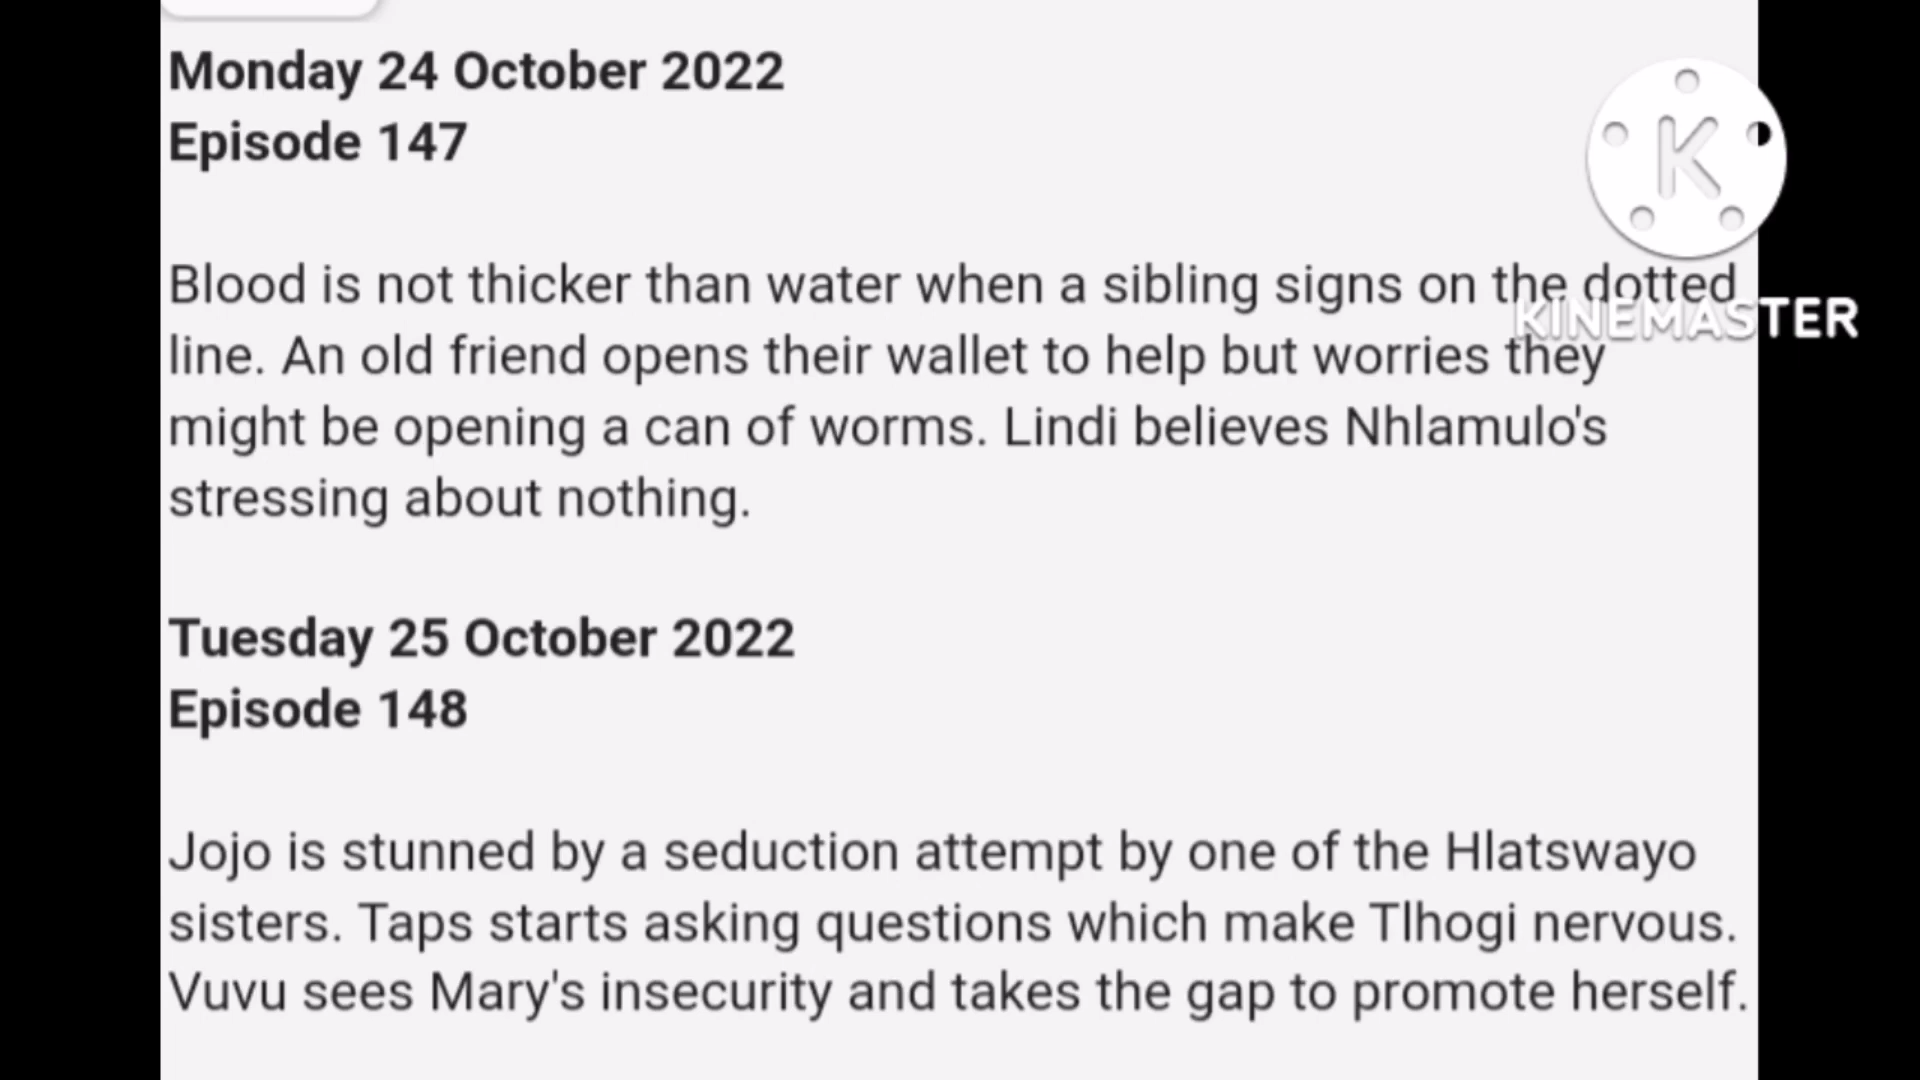 Monday 24 October 2022
Episode 147
Blood is not thicker than water when a sibling signs on the dotted
line. An old friend opens their wallet to help but worries they
might be opening a can of worms. Lindi believes Nhlamulo's
stressing about nothing.
Tuesday 25 October 2022
Episode 148
Jojo is stunned by a seduction attempt by one of the Hlatswayo
sisters. Taps starts asking questions which make Tlhogi nervous.
Vuvu sees Mary's insecurity and takes the gap to promote herself.
K
KINEMASTER